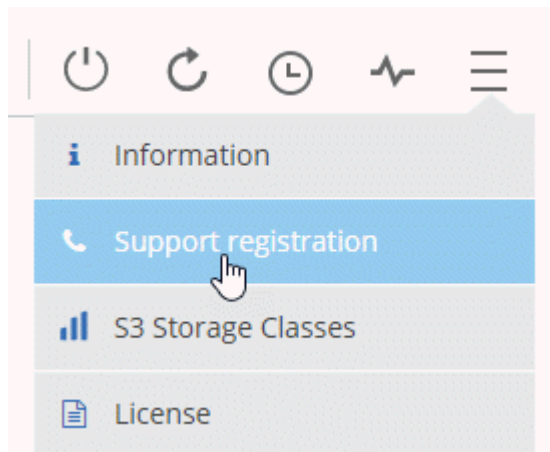 Information
Support registration
S3 Storage Classes
License